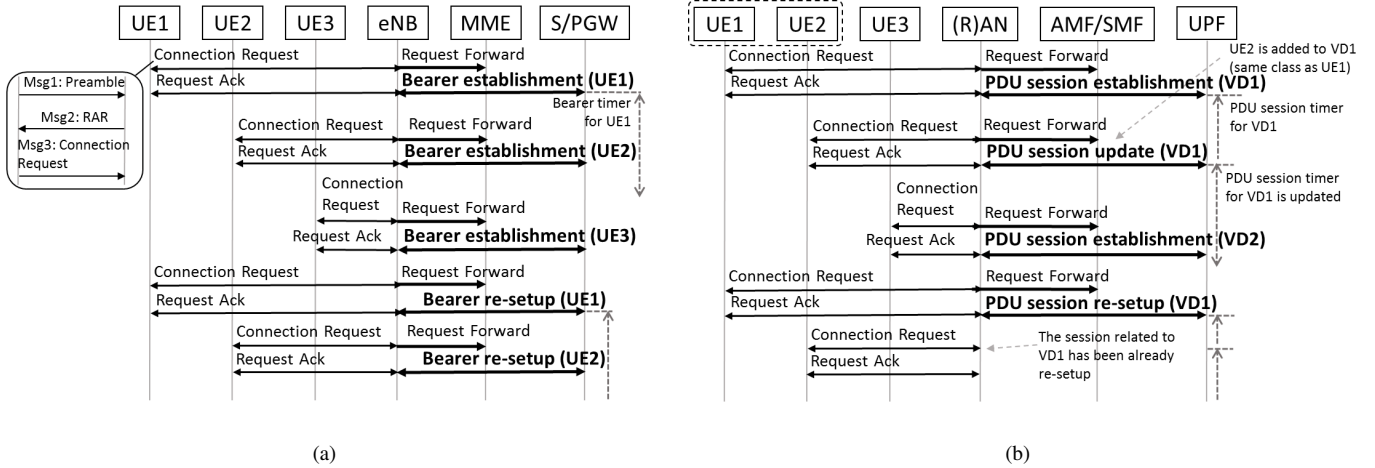 UE1 UE2 UE3 eNB MME S/PGW
Connection Request Request Forward
Request Ack Bearer establishment (UE1)
Msg1: Preamble
Msg2: RAR
Msg3: Connection
Request
Bearer timer
for UE1
Connection Request Request Forward
Request Ack Bearer establishment (UE2)
Connection
Request Request Forward
Request Ack Bearer establishment (UE3)
Connection Request Request Forward
Request Ack Bearer re-setup (UE1)
Connection Request Request Forward
Request Ack Bearer re-setup (UE2)
(a)
UE1 UE2 UE3 (R)AN AMF/SMF UPF
UE2 is added to VD1
(same class as UE1)
Connection Request Request Forward
Request Ack PDU session establishment (VD1)
PDU session timer
for VD1
Connection Request Request Forward
Request Ack PDU session update (VD1)
PDU session timer
for VD1 is updated
Connection
Request Request Forward
Request Ack PDU session establishment (VD2)
Connection Request Request Forward
Request Ack PDU session re-setup (VD1)
Connection Request
Request Ack
The session related to
VD1 has been already
re-setup
(b)